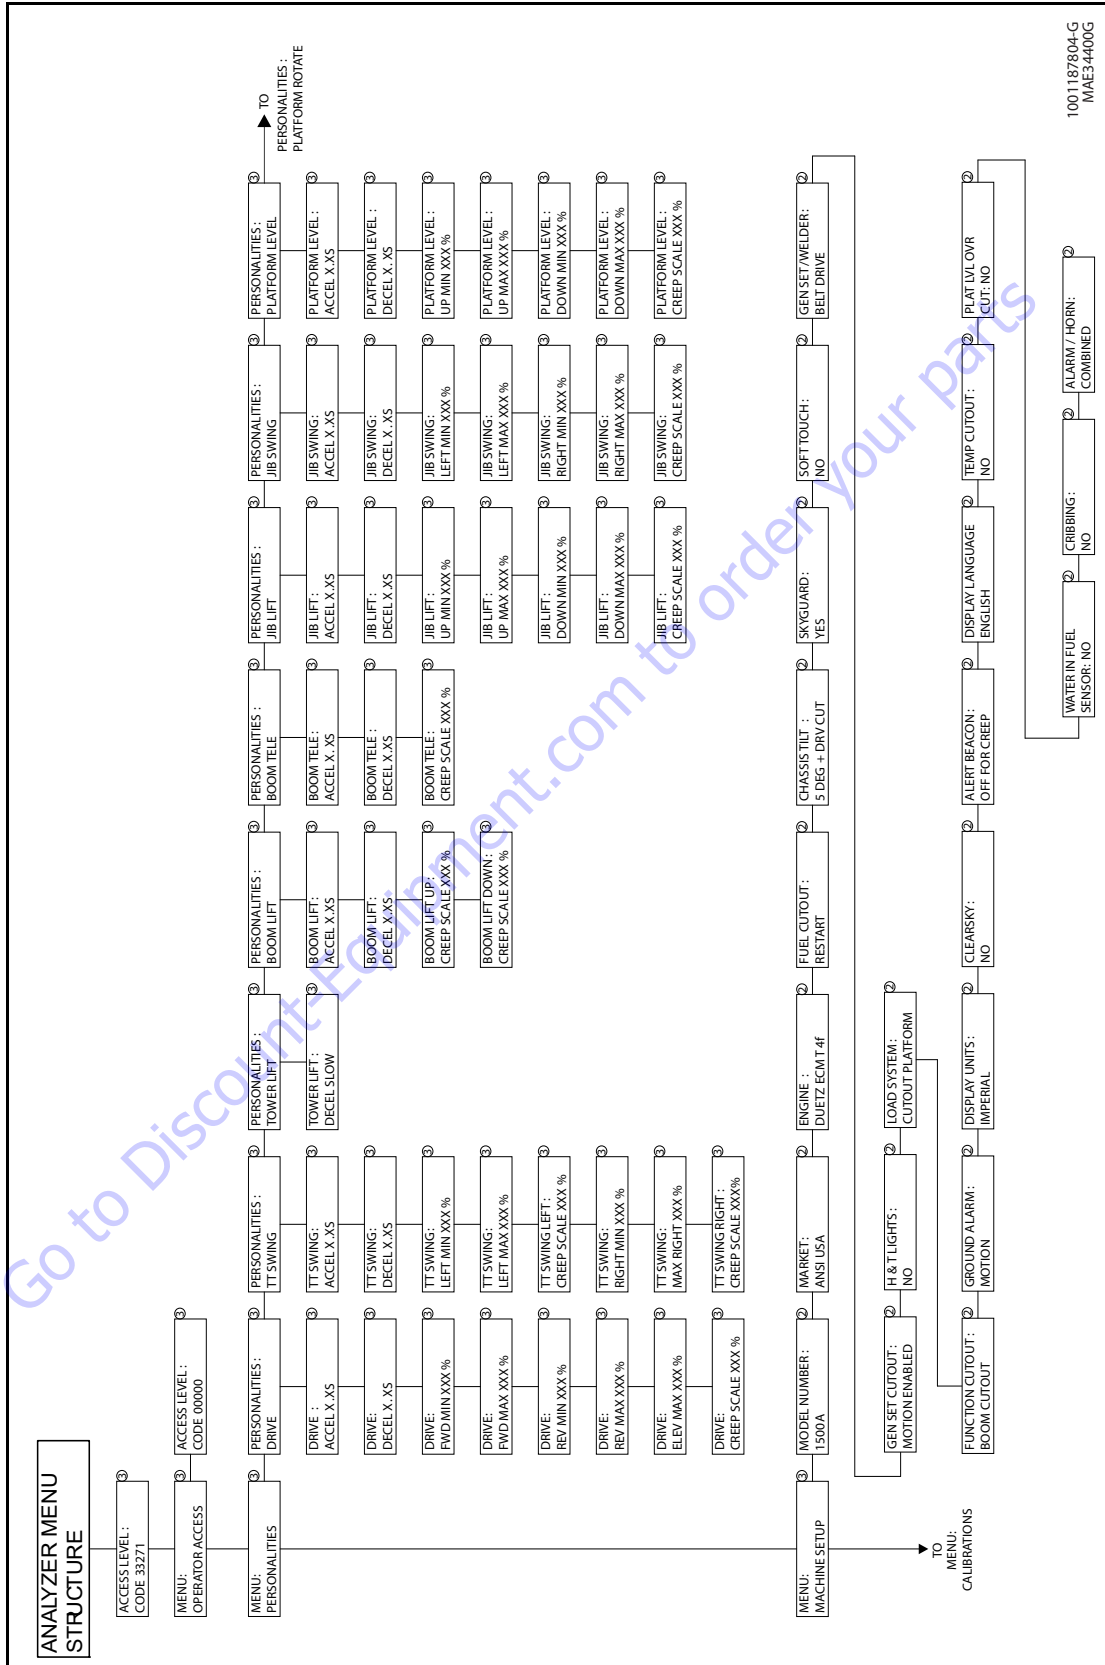 ANALYZER MENU
STRUCTURE
ACCESS LEVEL :
CODE 33271
MENU:
OPERATOR ACCESS
ACCESS LEVEL :
CODE 00000
MENU:
PERSONALITIES
PERSONALITIES :
DRIVE
DRIVE :
ACCEL X.XS
DRIVE:
DECEL X.XS
DRIVE:
FWD MIN XXX %
DRIVE:
FWD MAX XXX %
DRIVE:
REV MIN XXX %
DRIVE:
REV MAX XXX %
DRIVE:
ELEV MAX XXX %
DRIVE:
CREEP SCALE XXX %
PERSONALITIES :
TT SWING
TT SWING:
ACCEL X.XS
TT SWING:
DECEL X.XS
TT SWING:
LEFT MIN XXX %
TT SWING:
LEFT MAX XXX %
TT SWING LEFT :
CREEP SCALE XXX %
TT SWING:
RIGHT MIN XXX %
TT SWING:
MAX RIGHT XXX %
TT SWING RIGHT :
CREEP SCALE XXX%
PERSONALITIES :
TOWER LIFT
TOWER LIFT :
DECEL SLOW
PERSONALITIES :
BOOM LIFT
BOOM LIFT:
ACCEL X.XS
BOOM LIFT:
DECEL X.XS
BOOM LIFT UP :
CREEP SCALE XXX %
BOOM LIFT DOWN :
CREEP SCALE XXX %
PERSONALITIES :
BOOM TELE
BOOM TELE :
ACCEL X. XS
BOOM TELE :
DECEL X.XS
BOOM TELE:
CREEP SCALE XXX %
PERSONALITIES :
JIB LIFT
JIB LIFT :
ACCEL X.XS
JIB LIFT :
DECEL X.XS
JIB LIFT :
UP MIN XXX %
JIB LIFT :
UP MAX XXX %
JIB LIFT :
DOWN MIN XXX %
JIB LIFT :
DOWN MAX XXX %
JIB LIFT :
CREEP SCALE XXX %
PERSONALITIES :
JIB SWING
JIB SWING:
ACCEL X.XS
JIB SWING:
DECEL X. XS
JIB SWING:
LEFT MIN XXX %
JIB SWING:
LEFT MAX XXX %
JIB SWING:
RIGHT MIN XXX %
JIB SWING:
RIGHT MAX XXX %
JIB SWING:
CREEP SCALE XXX %
PERSONALITIES :
PLATFORM LEVEL
PLATFORM LEVEL :
ACCEL X.XS
PLATFORM LEVEL :
DECEL X. XS
PLATFORM LEVEL :
UP MIN XXX %
PLATFORM LEVEL :
UP MAX XXX %
PLATFORM LEVEL :
DOWN MIN XXX %
PLATFORM LEVEL :
DOWN MAX XXX %
PLATFORM LEVEL :
CREEP SCALE XXX %
TO
PERSONALITIES :
PLATFORM ROTATE
MENU:
MACHINE SETUP
MODEL NUMBER :
1500A
MARKET:
ANSI USA
ENGINE :
DUETZ ECM T 4f
FUEL CUTOUT :
RESTART
CHASSIS TILT :
5 DEG + DRV CUT
SKYGUARD :
YES
SOFT TOUCH :
NO
GEN SET/WELDER:
BELT DRIVE
GEN SET CUTOUT :
MOTION ENABLED
H & T LIGHTS :
NO
LOAD SYSTEM :
CUTOUT PLATFORM
FUNCTION CUTOUT :
BOOM CUTOUT
GROUND ALARM :
MOTION
DISPLAY UNITS :
IMPERIAL
CLEARSKY :
NO
ALERT BEACON :
OFF FOR CREEP
DISPLAY LANGUAGE
ENGLISH
TEMP CUTOUT :
NO
PLAT LVL OVR
CUT: NO
WATER IN FUEL
SENSOR: NO
CRIBBING :
NO
ALARM / HORN:
COMBINED
TO
MENU:
CALIBRATIONS
1001187804-G
MAE34400G
Go to Discount-Equipment.com to order your parts